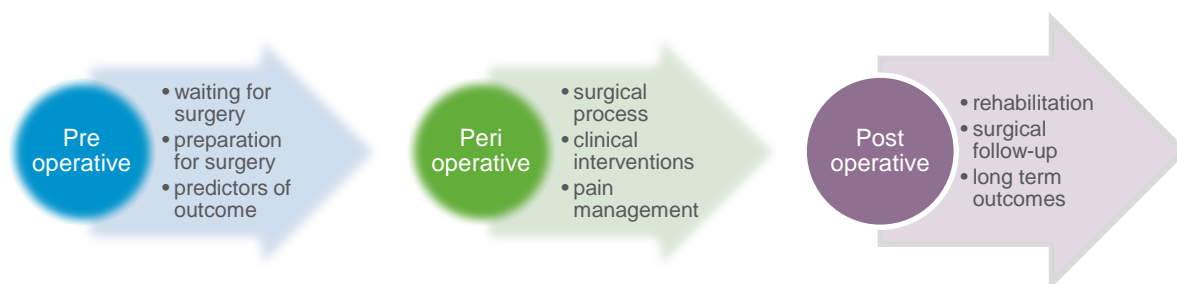 Pre
operative
• waiting for
surgery
• preparation
for surgery
• predictors of
outcome
Peri
operative
• surgical
process
• clinical
interventions
• pain
management
Post
operative
• rehabilitation
• surgical
follow-up
• long term
outcomes